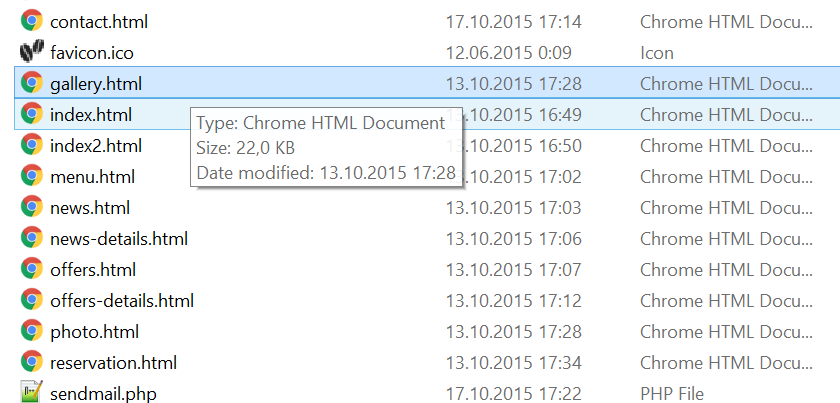 contact.html 17.10.2015 17:14 Chrome HTML Docu...
favicon.ico 12.06.2015 0:09 Icon
gallery.html 13.10.2015 17:28 Chrome HTML Docu...
index.html .10.2015 16:49 Chrome HTML Docu...
Type: Chrome HTML Document
index2.html .10.2015 16:50 Chrome HTML Docu...
Size: 22,0 KB
menu.html .10.2015 17:02 Chrome HTML Docu...
Date modified: 13.10.2015 17:28
news.html 13.10.2015 17:03 Chrome HTML Docu...
news-details.html 13.10.2015 17:06 Chrome HTML Docu...
offers.html 13.10.2015 17:07 Chrome HTML Docu...
offers-details.html 13.10.2015 17:12 Chrome HTML Docu...
photo.html 13.10.2015 17:28 Chrome HTML Docu...
reservation.html 13.10.2015 17:34 Chrome HTML Docu...
sendmail.php 17.10.2015 17:22 PHP File